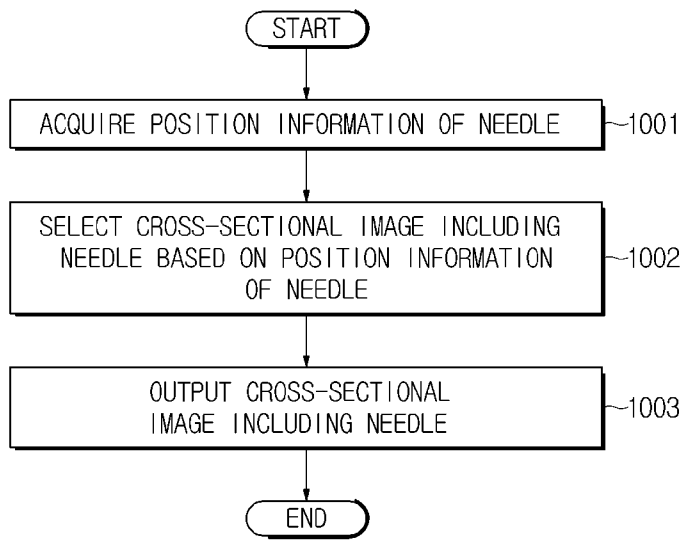 START
ACQUIRE POSITION INFORMATION OF NEEDLE
1001
SELECT CROSS-SECTIONAL IMAGE INCLUDING
NEEDLE BASED ON POSITION INFORMATION
OF NEEDLE
1002
OUTPUT CROSS-SECTIONAL
IMAGE INCLUDING NEEDLE
1003
END